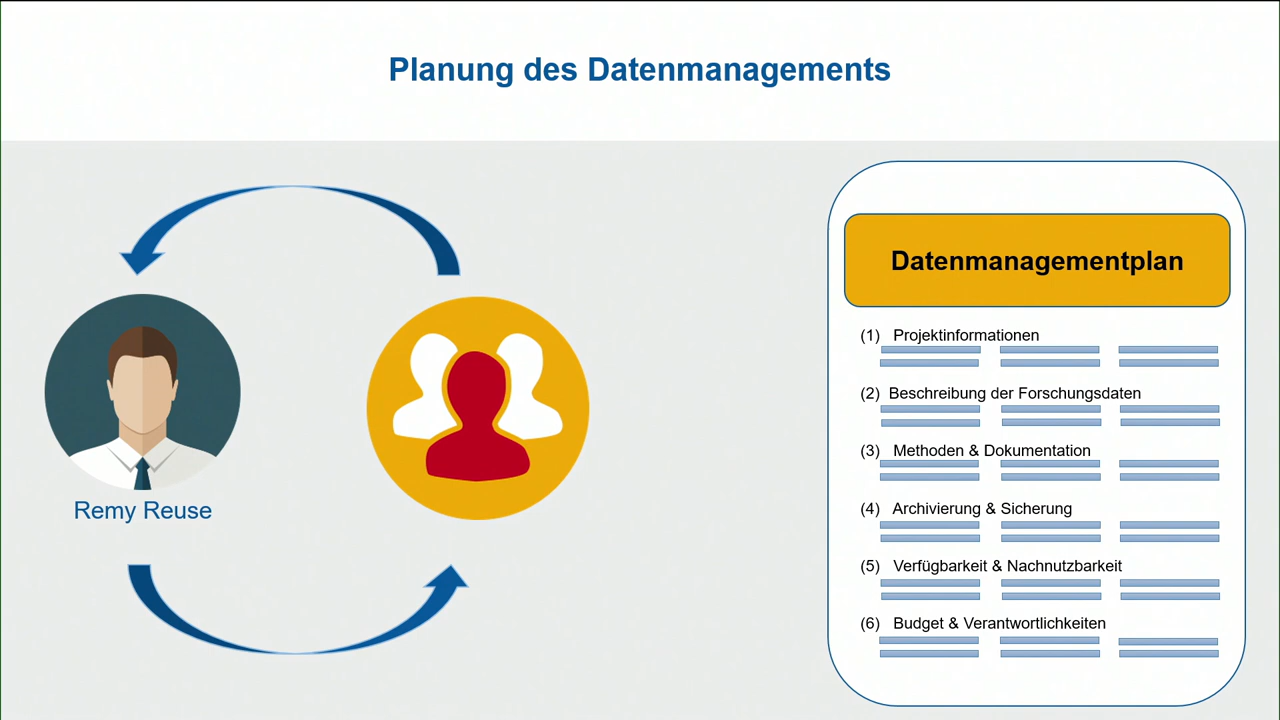 Planung des Datenmanagements
Remy Reuse
Datenmanagementplan
(1) Projektinformationen
(2) Beschreibung der Forschungsdaten
(3) Methoden & Dokumentation
(4) Archivierung & Sicherung
(5) Verfügbarkeit & Nachnutzbarkeit
(6) Budget & Verantwortlichkeiten